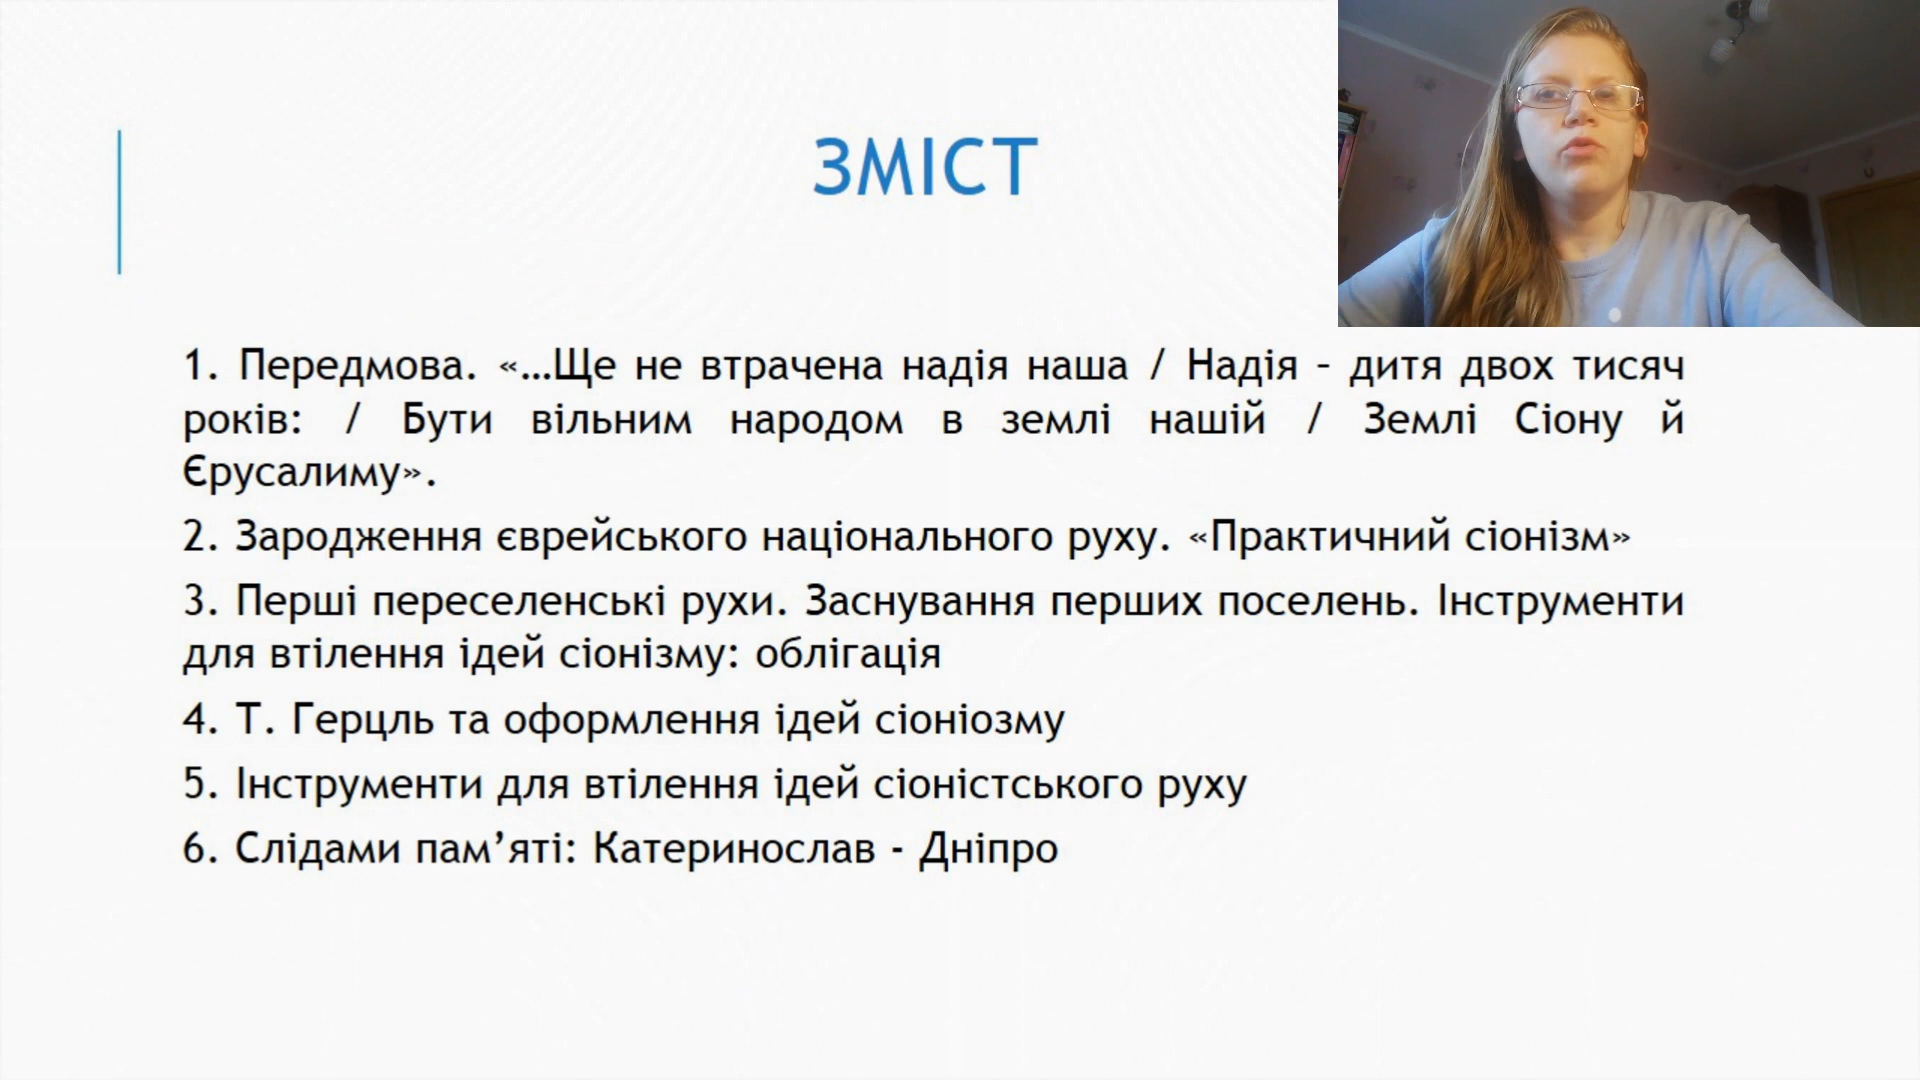 ЗМІСТ
1. Передмова. «…Ще не втрачена надія наша / Надія – дитя двох тисяч
років: / Бути вільним народом в землі нашій / Землі Сіону й
Єрусалиму».
2. Зародження єврейського національного руху. «Практичний сіонізм»
3. Перші переселенські рухи. Заснування перших поселень. Інструменти
для втілення ідей сіонізму: облігація
4. Т. Герцль та оформлення ідей сіоніозму
5. Інструменти для втілення ідей сіоністського руху
6. Слідами пам’яті: Катеринослав - Дніпро